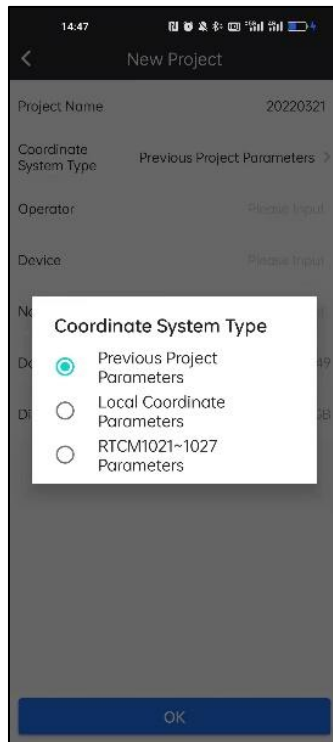 14:47
New Project
Project Name 20220321
Coordinate
System Type Previous Project Parameters
Operator Please Input
Device Please Input
Coordinate System Type
Previous Project
Parameters
Local Coordinate
Parameters
RTCM1021~1027
Parameters
OK